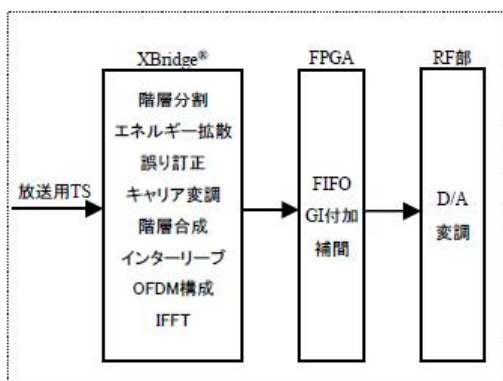 XBridge®
階層分割
エネルギー拡散
誤り訂正
キャリア変調
階層合成
インターリーブ
OFDM構成
IFFT
放送用TS
FPGA
FIFO
GI付加
補間
RF部
D/A
変調